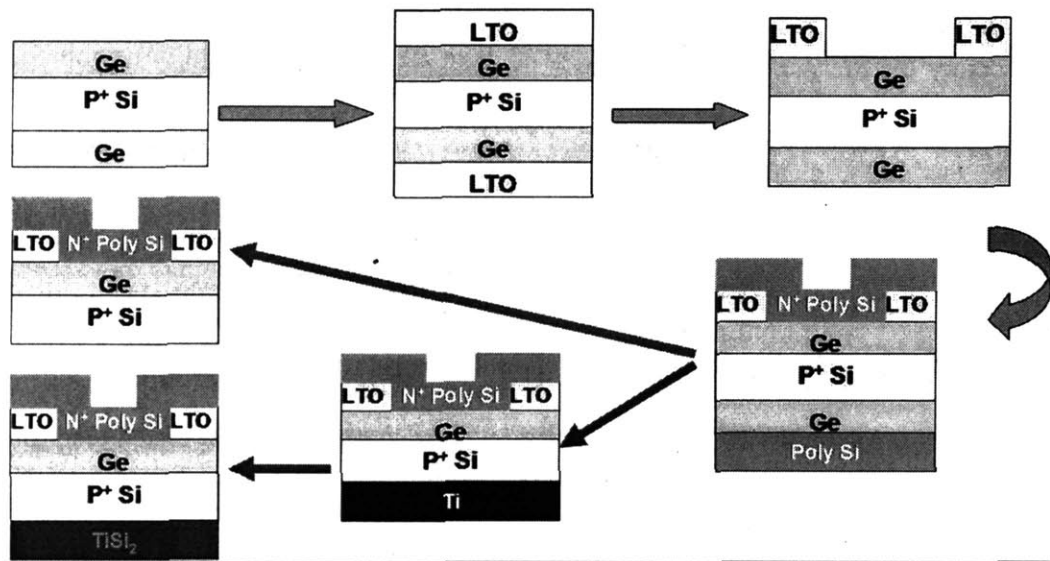 Ge
P⁺ Si
Ge
LTO
Ge
P⁺ Si
Ge
LTO
LTO LTO
Ge
P⁺ Si
Ge
LTO N⁺ Poly Si LTO
Ge
P⁺ Si
LTO N⁺ Poly Si LTO
Ge
P⁺ Si
Ge
Poly Si
LTO N⁺ Poly Si LTO
Ge
P⁺ Si
Ti
LTO N⁺ Poly Si LTO
Ge
P⁺ Si
TiSi₂